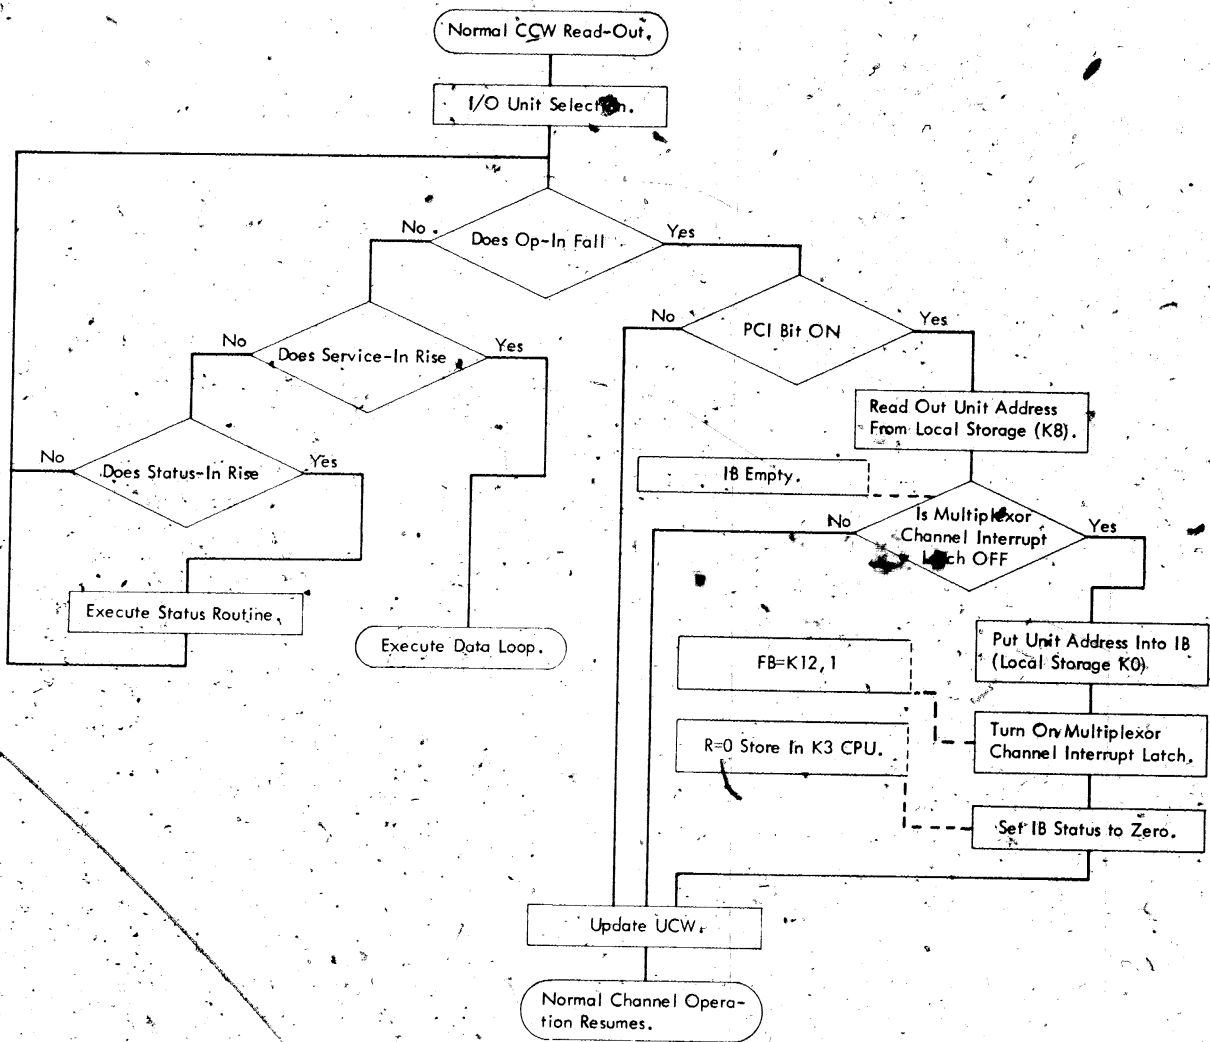 Normal CCW Read-Out.
I/O Unit Selection.
Does Op-In Fall
No
Yes
PCI Bit ON
No
Yes
Does Service-In Rise
No
Yes
Read Out Unit Address
From Local Storage (K8).
Does Status-In Rise
No
Yes
IB Empty.
Is Multiplexor
Channel Interrupt
Latch OFF
No
Yes
Execute Status Routine.
Execute Data Loop.
Put Unit Address Into IB
(Local Storage K0)
FB=K12,1
Turn On Multiplexor
Channel Interrupt Latch.
R=0 Store In K3 CPU.
Set IB Status to Zero.
Update UCW.
Normal Channel Opera-
tion Resumes.